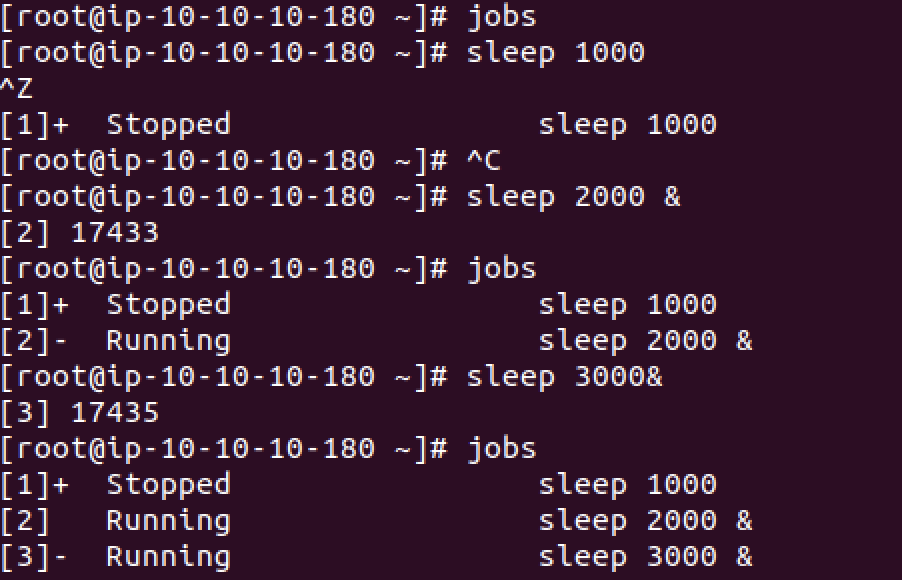 [root@ip-10-10-10-180 ~]# jobs
[root@ip-10-10-10-180 ~]# sleep 1000
^Z
[1]+  Stopped                 sleep 1000
[root@ip-10-10-10-180 ~]# ^C
[root@ip-10-10-10-180 ~]# sleep 2000 &
[2] 17433
[root@ip-10-10-10-180 ~]# jobs
[1]+  Stopped                 sleep 1000
[2]-  Running                 sleep 2000 &
[root@ip-10-10-10-180 ~]# sleep 3000&
[3] 17435
[root@ip-10-10-10-180 ~]# jobs
[1]+  Stopped                 sleep 1000
[2]   Running                 sleep 2000 &
[3]-  Running                 sleep 3000 &